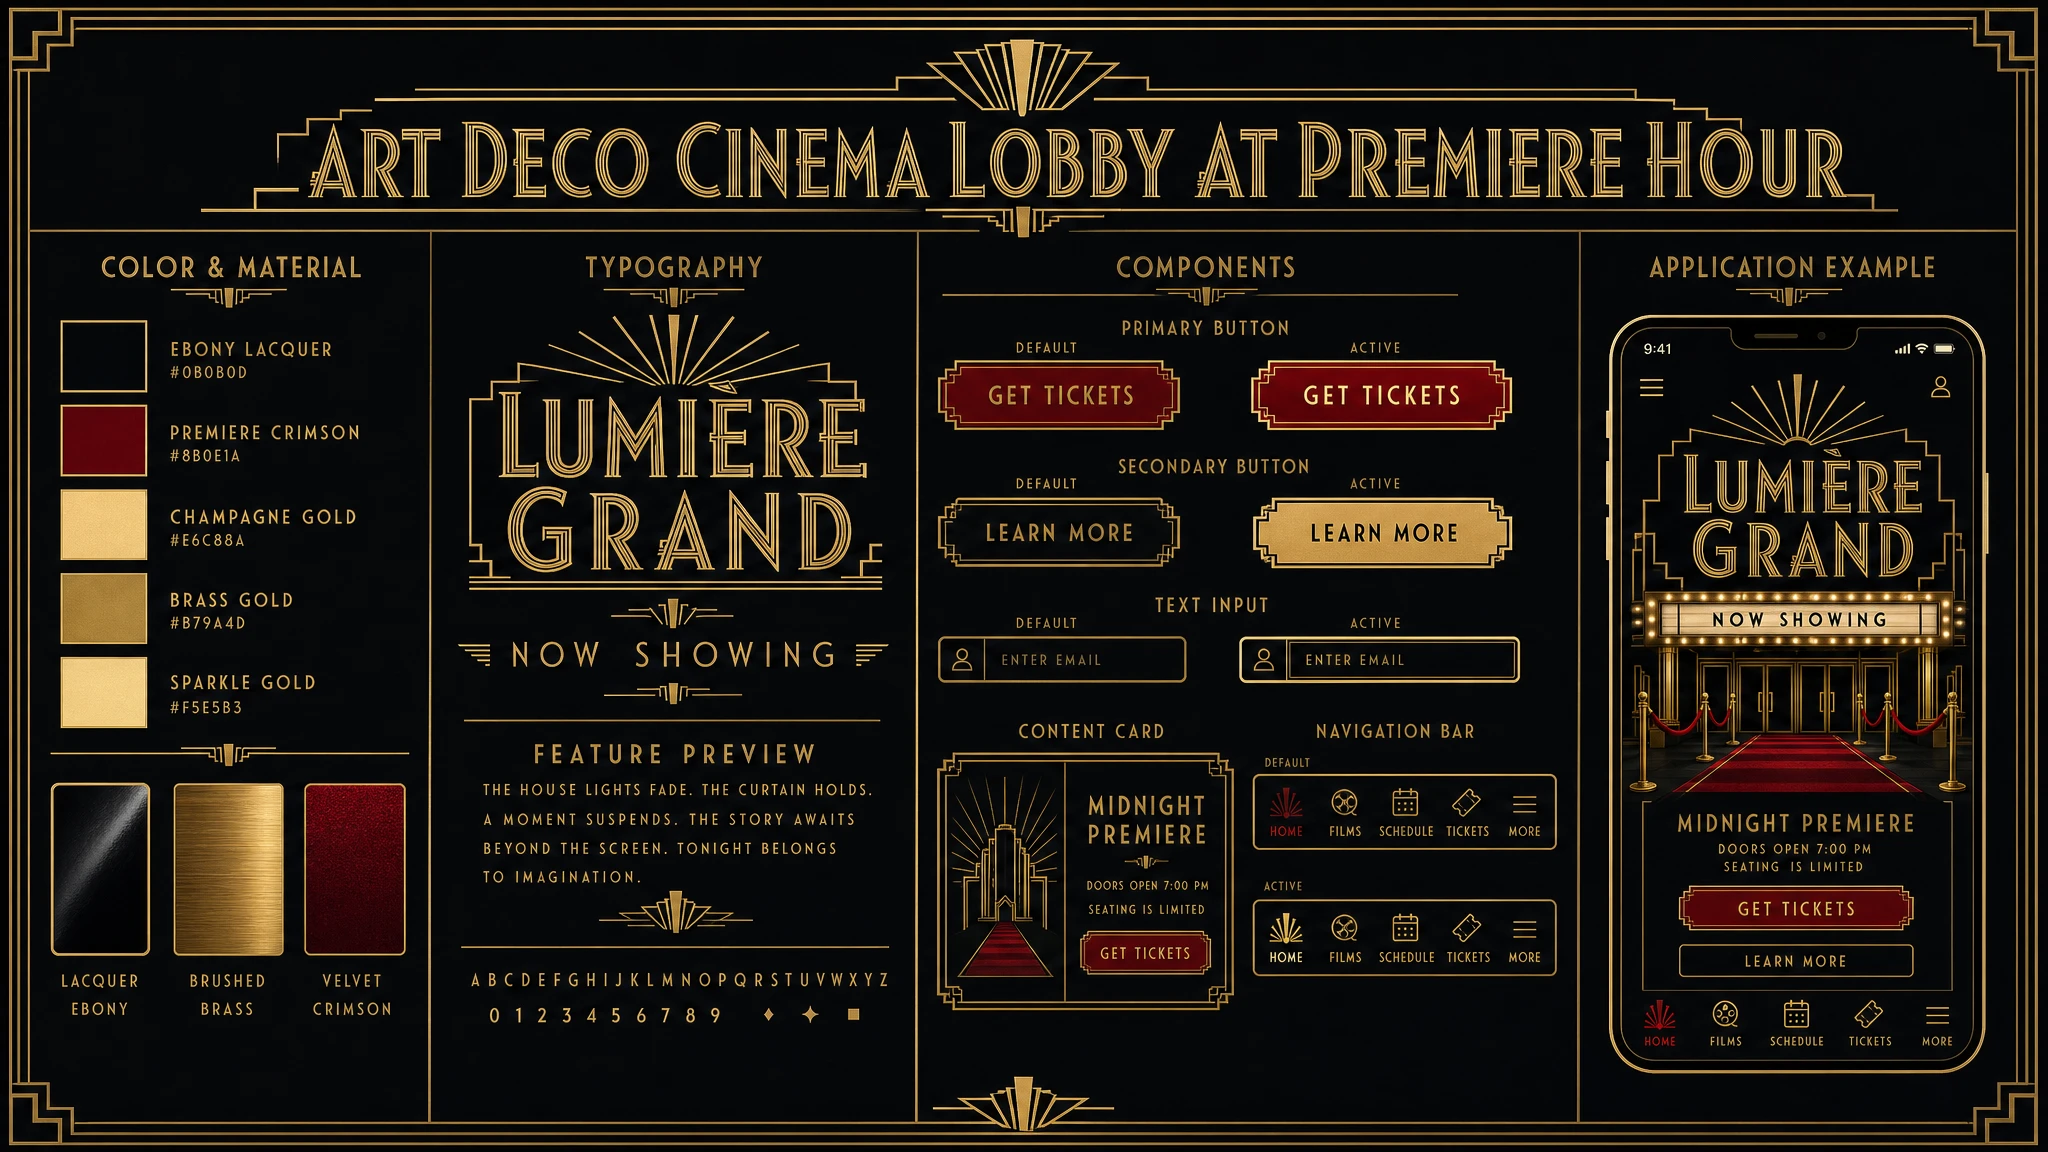 ART DECO CINEMA LOBBY AT PREMIERE HOUR
COLOR & MATERIAL
EBONY LACQUER
#0B0B0D
PREMIERE CRIMSON
#8B0E1A
CHAMPAGNE GOLD
#E6C88A
BRASS GOLD
#B79A4D
SPARKLE GOLD
#F5E5B3
LACQUER
EBONY
BRUSHED
BRASS
VELVET
CRIMSON
TYPOGRAPHY
LUMIÈRE
GRAND
NOW SHOWING
FEATURE PREVIEW
THE HOUSE LIGHTS FADE. THE CURTAIN HOLDS.
A MOMENT SUSPENDS. THE STORY AWAITS
BEYOND THE SCREEN. TONIGHT BELONGS
TO IMAGINATION.
A B C D E F G H I J K L M N O P Q R S T U V W X Y Z
0 1 2 3 4 5 6 7 8 9
COMPONENTS
PRIMARY BUTTON
DEFAULT
ACTIVE
GET TICKETS
GET TICKETS
SECONDARY BUTTON
DEFAULT
ACTIVE
LEARN MORE
LEARN MORE
TEXT INPUT
DEFAULT
ACTIVE
ENTER EMAIL
ENTER EMAIL
CONTENT CARD
MIDNIGHT
PREMIERE
DOORS OPEN 7:00 PM
SEATING IS LIMITED
GET TICKETS
NAVIGATION BAR
DEFAULT
HOME FILMS SCHEDULE TICKETS MORE
ACTIVE
HOME FILMS SCHEDULE TICKETS MORE
APPLICATION EXAMPLE
9:41
LUMIÈRE
GRAND
NOW SHOWING
MIDNIGHT PREMIERE
DOORS OPEN 7:00 PM
SEATING IS LIMITED
GET TICKETS
LEARN MORE
HOME FILMS SCHEDULE TICKETS MORE